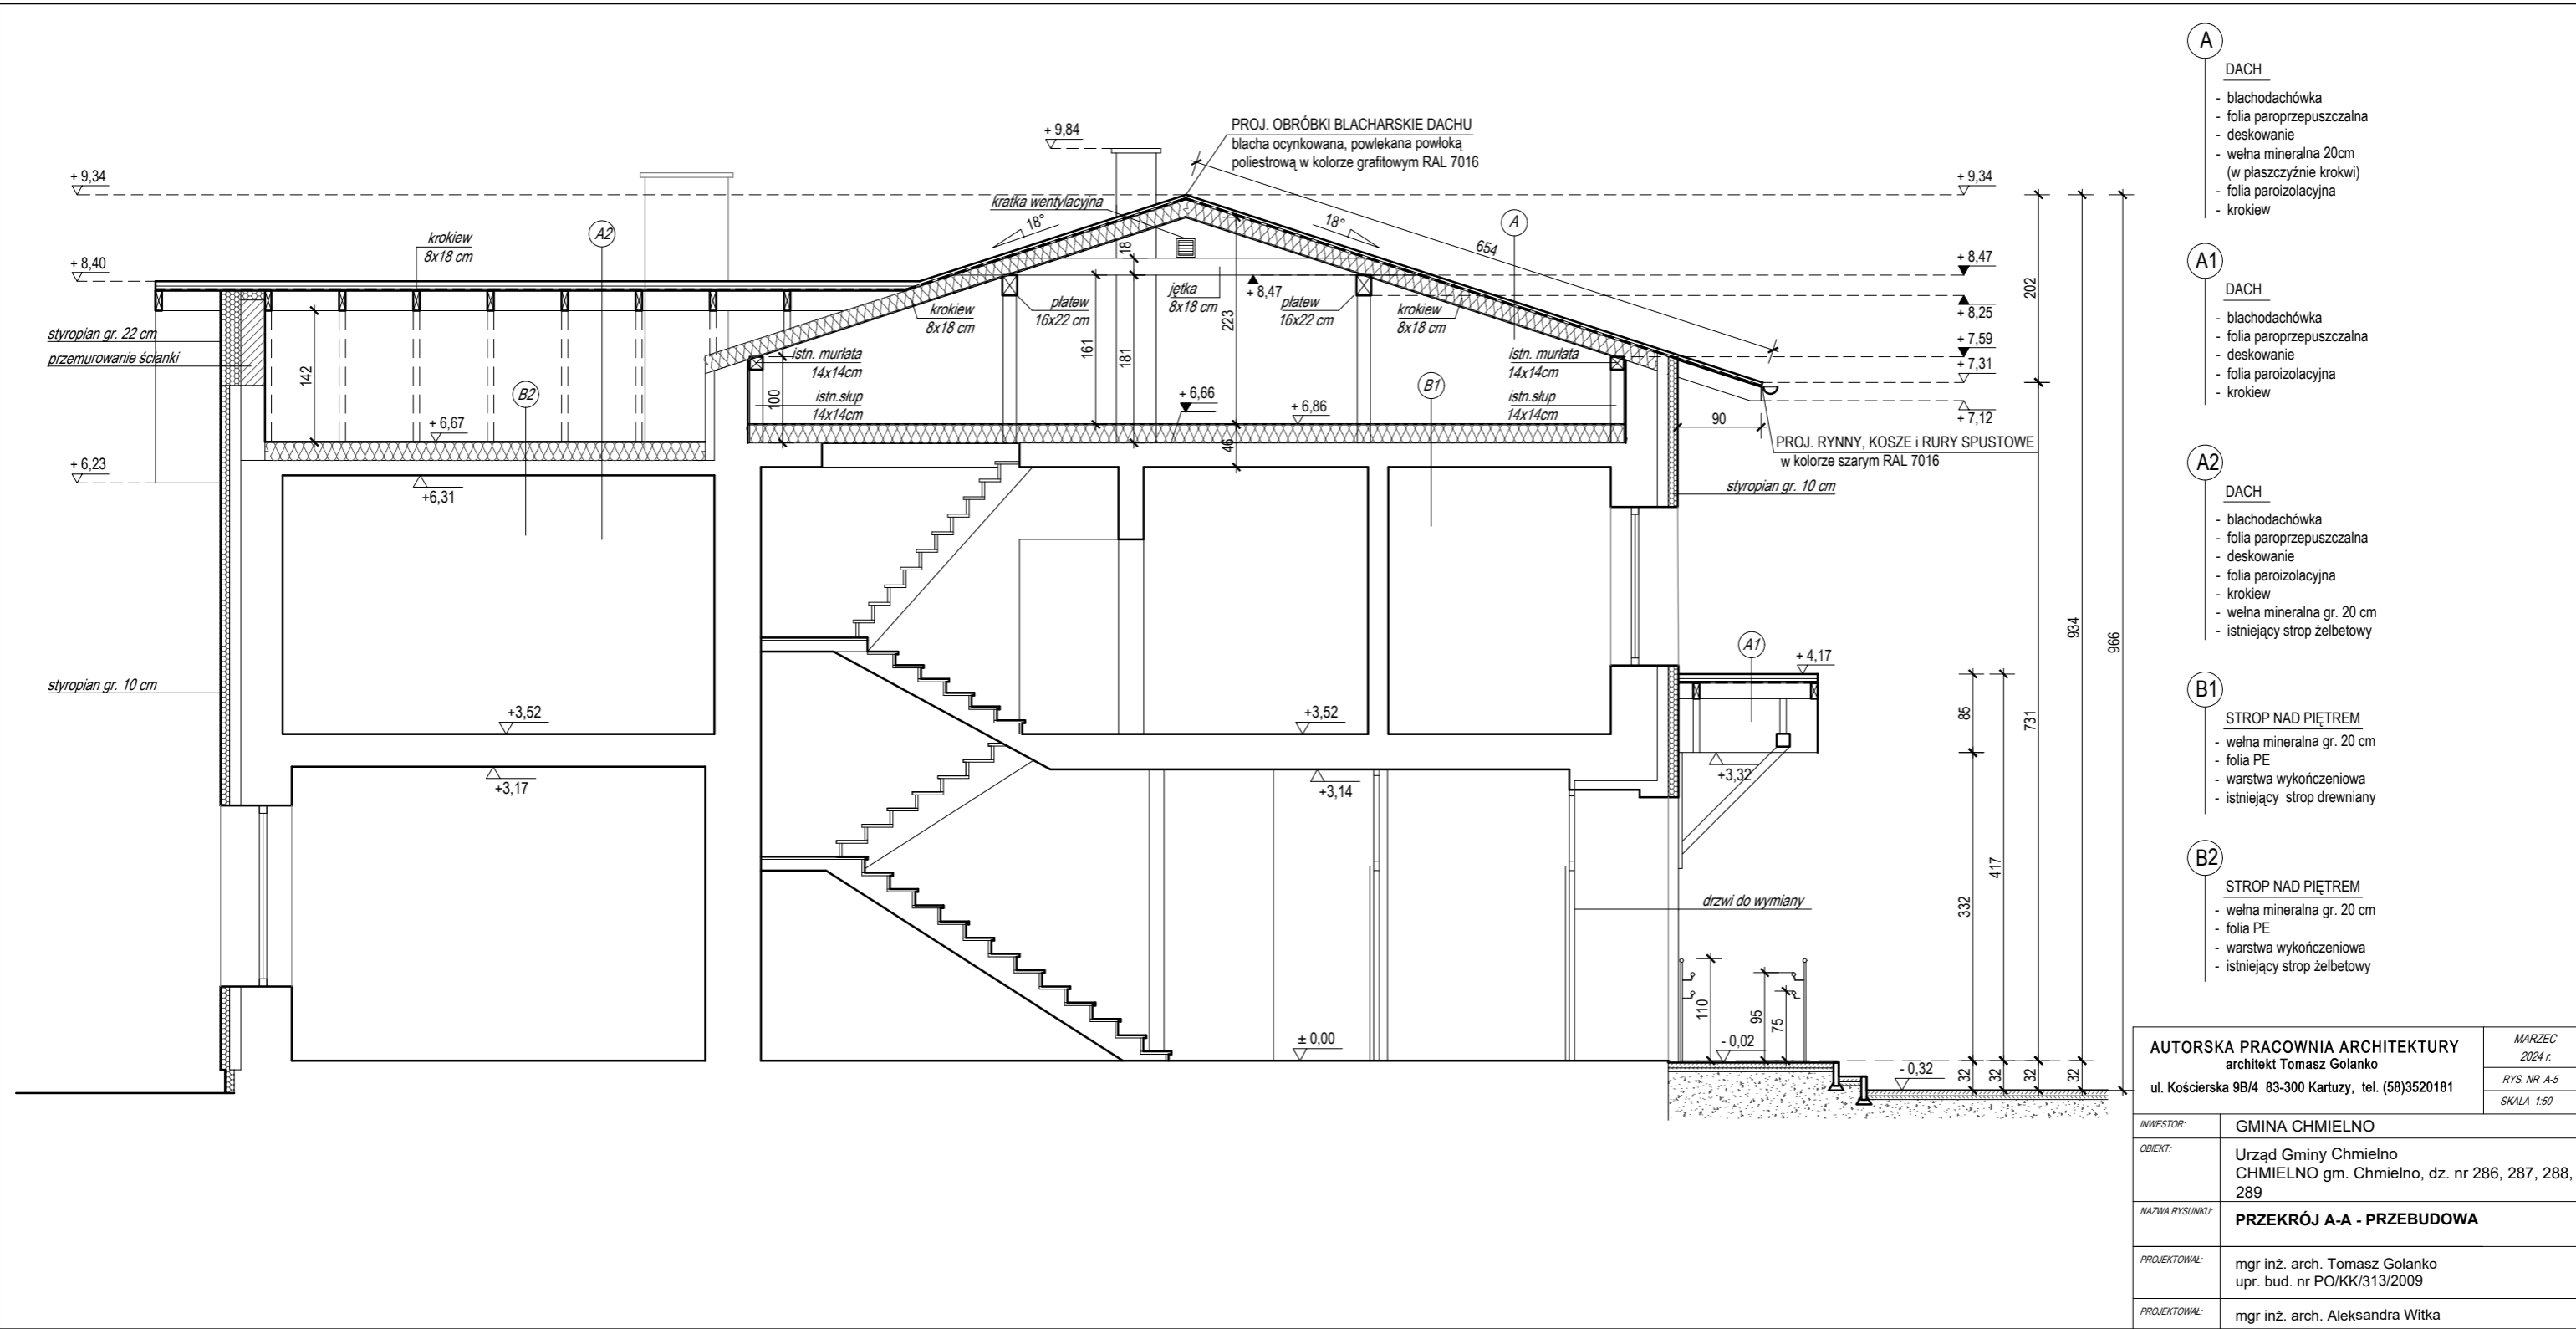 + 9,84
PROJ. OBRÓBKI BLACHARSKIE DACHU
blacha ocynkowana, powlekana powłoką
poliestrową w kolorze grafitowym RAL 7016
+ 9,34
+ 9,34
kratka wentylacyjna
18°
18°
A
654
A2
krokiew
8x18 cm
+ 8,40
18
+ 8,47
+ 8,47
jętka
8x18 cm
płatew
16x22 cm
płatew
16x22 cm
krokiew
8x18 cm
krokiew
8x18 cm
223
161
181
202
+ 8,25
+ 7,59
+ 7,31
+ 7,12
styropian gr. 22 cm
przemurowanie ścianki
142
istn. murłata
14x14cm
istn.słup
14x14cm
100
istn. murłata
14x14cm
istn.słup
14x14cm
B2
B1
+ 6,66
+ 6,86
+ 6,67
46
90
PROJ. RYNNY, KOSZE i RURY SPUSTOWE
w kolorze szarym RAL 7016
+ 6,23
+6,31
styropian gr. 10 cm
styropian gr. 10 cm
A1
+ 4,17
+3,52
+3,52
85
731
934
966
+3,17
+3,14
+3,32
417
332
drzwi do wymiany
110
95
75
± 0,00
- 0,02
- 0,32
32
32
32
32
A
DACH
- blachodachówka
- folia paroprzepuszczalna
- deskowanie
- wełna mineralna 20cm
(w płaszczyźnie krokwi)
- folia paroizolacyjna
- krokiew
A1
DACH
- blachodachówka
- folia paroprzepuszczalna
- deskowanie
- folia paroizolacyjna
- krokiew
A2
DACH
- blachodachówka
- folia paroprzepuszczalna
- deskowanie
- folia paroizolacyjna
- krokiew
- wełna mineralna gr. 20 cm
- istniejący strop żelbetowy
B1
STROP NAD PIĘTREM
- wełna mineralna gr. 20 cm
- folia PE
- warstwa wykończeniowa
- istniejący strop drewniany
B2
STROP NAD PIĘTREM
- wełna mineralna gr. 20 cm
- folia PE
- warstwa wykończeniowa
- istniejący strop żelbetowy
AUTORSKA PRACOWNIA ARCHITEKTURY
architekt Tomasz Golanko
ul. Kościerska 9B/4 83-300 Kartuzy, tel. (58)3520181
MARZEC
2024 r.
RYS. NR A-5
SKALA 1:50
INWESTOR:
GMINA CHMIELNO
OBIEKT:
Urząd Gminy Chmielno
CHMIELNO gm. Chmielno, dz. nr 286, 287, 288,
289
NAZWA RYSUNKU:
PRZEKRÓJ A-A - PRZEBUDOWA
PROJEKTOWAŁ:
mgr inż. arch. Tomasz Golanko
upr. bud. nr PO/KK/313/2009
PROJEKTOWAŁ:
mgr inż. arch. Aleksandra Witka